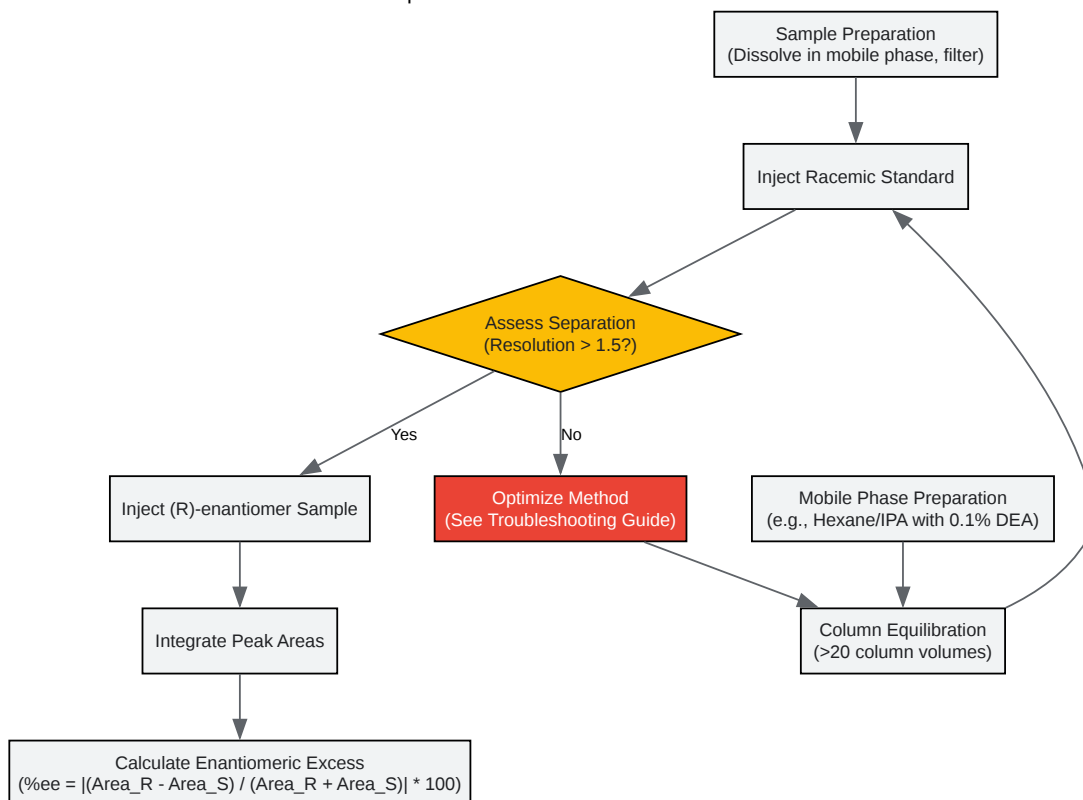 Sample Preparation
(Dissolve in mobile phase, filter)
Inject Racemic Standard
Assess Separation
(Resolution > 1.5?)
Yes
No
Inject (R)-enantiomer Sample
Optimize Method
(See Troubleshooting Guide)
Mobile Phase Preparation
(e.g., Hexane/IPA with 0.1% DEA)
Integrate Peak Areas
Column Equilibration
(>20 column volumes)
Calculate Enantiomeric Excess
(%ee = |(Area_R - Area_S) / (Area_R + Area_S)| * 100)